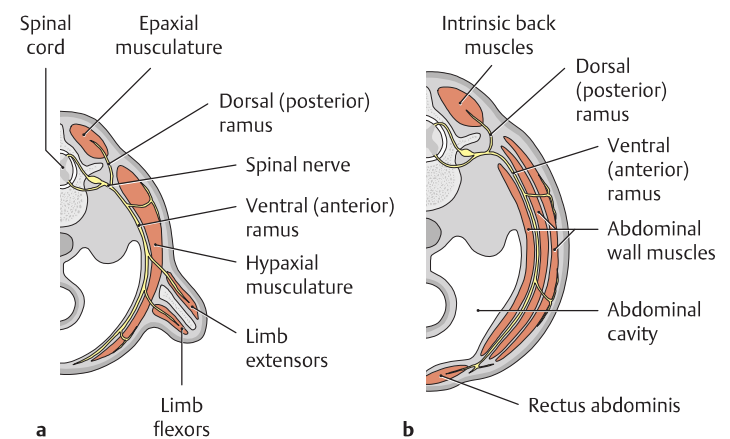 Spinal
cord
Epaxial
musculature
Dorsal (posterior)
ramus
Spinal nerve
Ventral (anterior)
ramus
Hypaxial
musculature
Limb
extensors
Limb
flexors
a
Intrinsic back
muscles
Dorsal
(posterior)
ramus
Ventral
(anterior)
ramus
Abdominal
wall muscles
Abdominal
cavity
Rectus abdominis
b